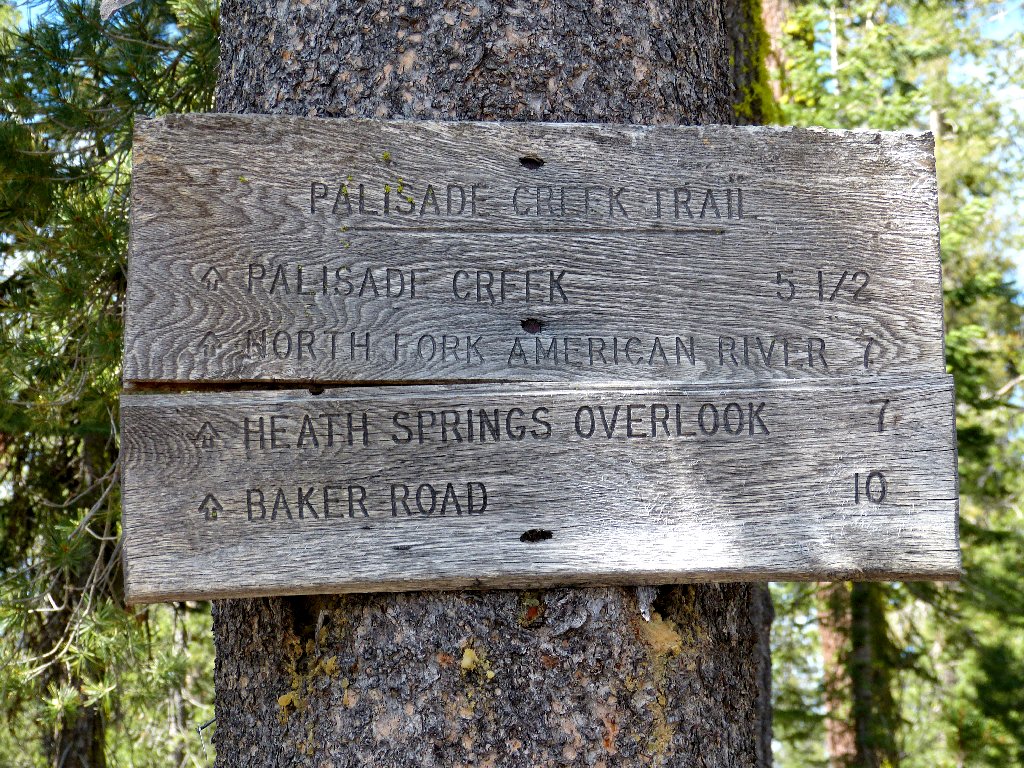 PALISADE CREEK TRAIL
↑ PALISADE CREEK 5 1/2
↑ NORTH FORK AMERICAN RIVER 7
↑ HEATH SPRINGS OVERLOOK 7
↑ BAKER ROAD 10